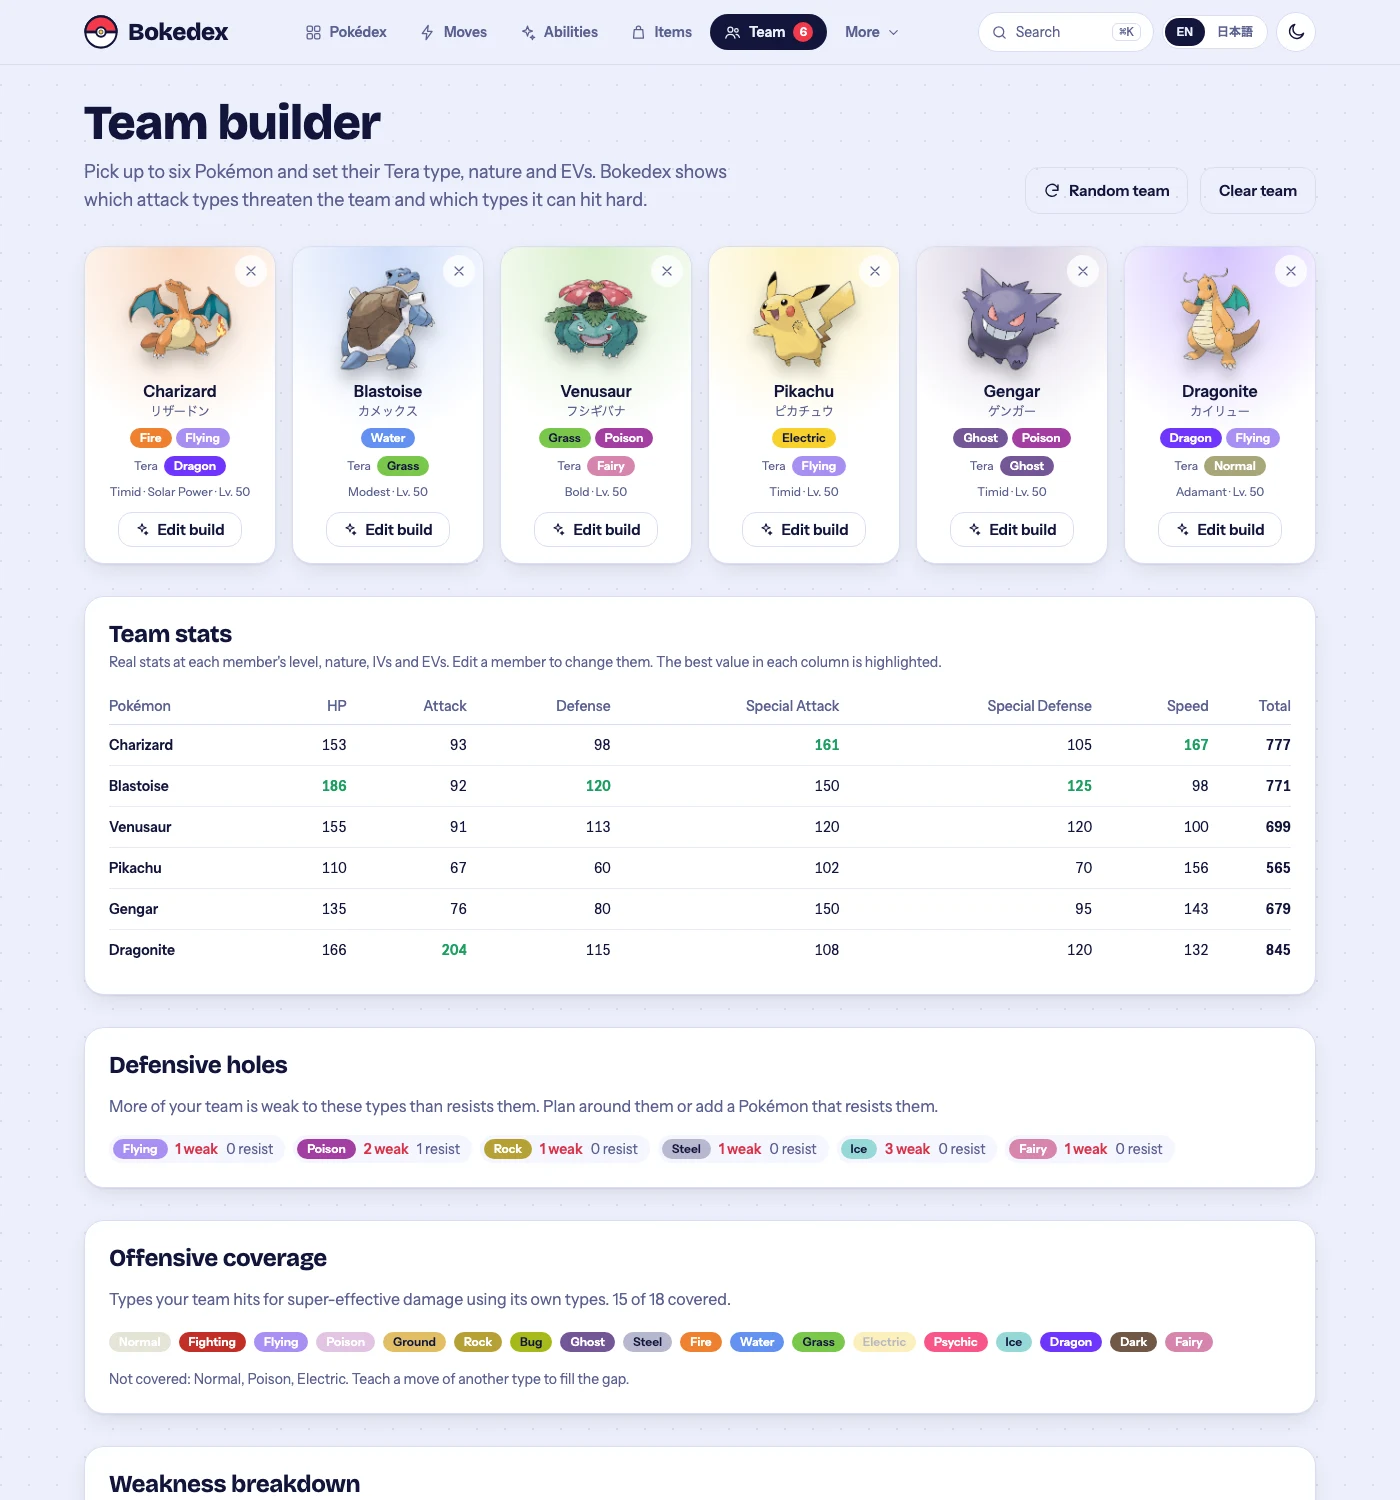 Bokedex
Pokédex
Moves
Abilities
Items
Team 6
More
Search ⌘K
EN
日本語
Team builder
Pick up to six Pokémon and set their Tera type, nature and EVs. Bokedex shows
which attack types threaten the team and which types it can hit hard.
Random team
Clear team
Charizard
リザードン
Fire Flying
Tera Dragon
Timid · Solar Power · Lv. 50
Edit build
Blastoise
カメックス
Water
Tera Grass
Modest · Lv. 50
Edit build
Venusaur
フシギバナ
Grass Poison
Tera Fairy
Bold · Lv. 50
Edit build
Pikachu
ピカチュウ
Electric
Tera Flying
Timid · Lv. 50
Edit build
Gengar
ゲンガー
Ghost Poison
Tera Ghost
Timid · Lv. 50
Edit build
Dragonite
カイリュー
Dragon Flying
Tera Normal
Adamant · Lv. 50
Edit build
Team stats
Real stats at each member's level, nature, IVs and EVs. Edit a member to change them. The best value in each column is highlighted.
Pokémon HP Attack Defense Special Attack Special Defense Speed Total
Charizard 153 93 98 161 105 167 777
Blastoise 186 92 120 150 125 98 771
Venusaur 155 91 113 120 120 100 699
Pikachu 110 67 60 102 70 156 565
Gengar 135 76 80 150 95 143 679
Dragonite 166 204 115 108 120 132 845
Defensive holes
More of your team is weak to these types than resists them. Plan around them or add a Pokémon that resists them.
Flying 1 weak 0 resist Poison 2 weak 1 resist Rock 1 weak 0 resist Steel 1 weak 0 resist Ice 3 weak 0 resist Fairy 1 weak 0 resist
Offensive coverage
Types your team hits for super-effective damage using its own types. 15 of 18 covered.
Normal Fighting Flying Poison Ground Rock Bug Ghost Steel Fire Water Grass Electric Psychic Ice Dragon Dark Fairy
Not covered: Normal, Poison, Electric. Teach a move of another type to fill the gap.
Weakness breakdown